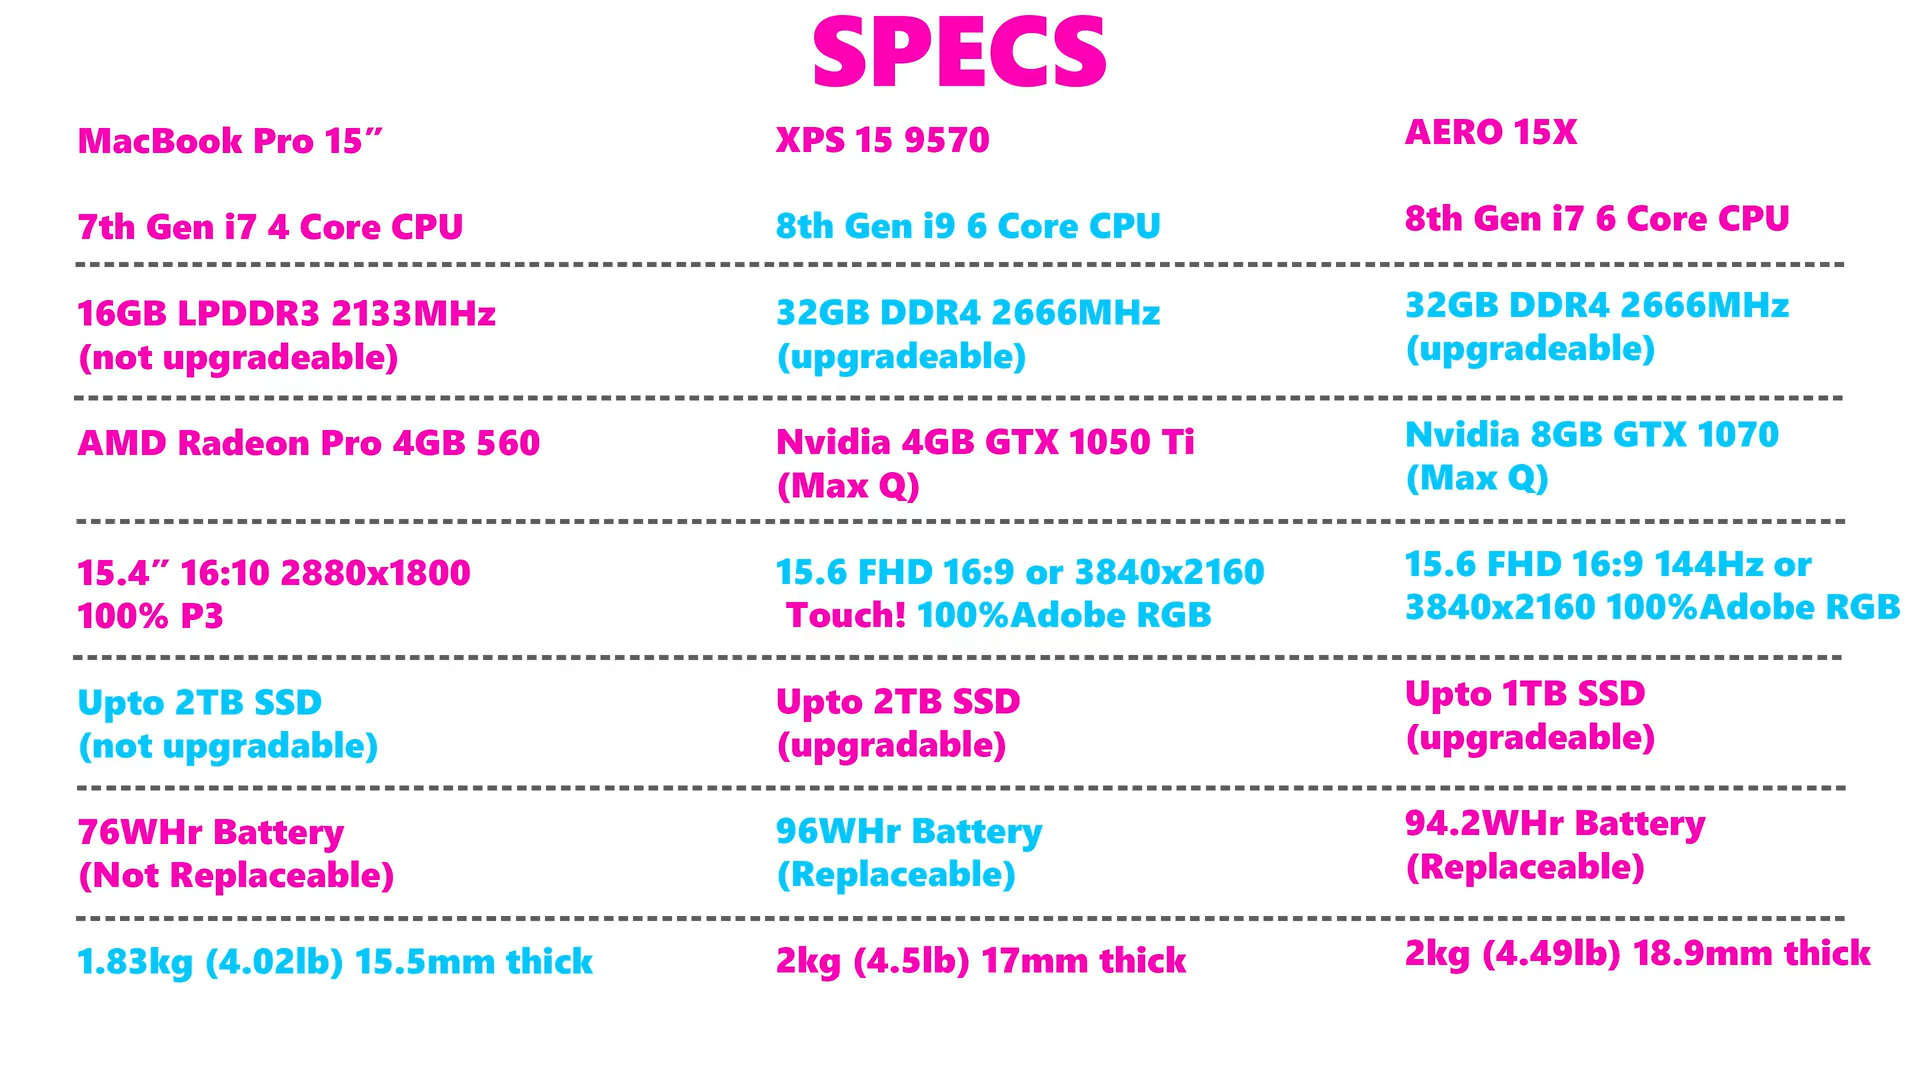 SPECS
MacBook Pro 15”
XPS 15 9570
AERO 15X
7th Gen i7 4 Core CPU
8th Gen i9 6 Core CPU
8th Gen i7 6 Core CPU
16GB LPDDR3 2133MHz
(not upgradeable)
32GB DDR4 2666MHz
(upgradeable)
32GB DDR4 2666MHz
(upgradeable)
AMD Radeon Pro 4GB 560
Nvidia 4GB GTX 1050 Ti
(Max Q)
Nvidia 8GB GTX 1070
(Max Q)
15.4” 16:10 2880x1800
100% P3
15.6 FHD 16:9 or 3840x2160
Touch! 100%Adobe RGB
15.6 FHD 16:9 144Hz or
3840x2160 100%Adobe RGB
Upto 2TB SSD
(not upgradable)
Upto 2TB SSD
(upgradable)
Upto 1TB SSD
(upgradeable)
76WHr Battery
(Not Replaceable)
96WHr Battery
(Replaceable)
94.2WHr Battery
(Replaceable)
1.83kg (4.02lb) 15.5mm thick
2kg (4.5lb) 17mm thick
2kg (4.49lb) 18.9mm thick